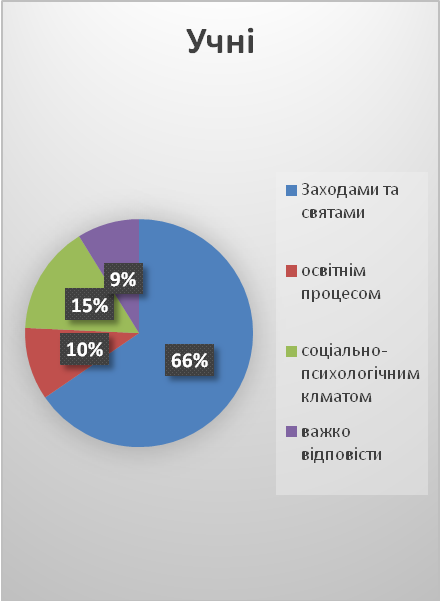 Учні
9%
15%
10%
66%
Заходами та
святами
освітнім
процесом
соціально-
психологічним
клматом
важко
відповісти